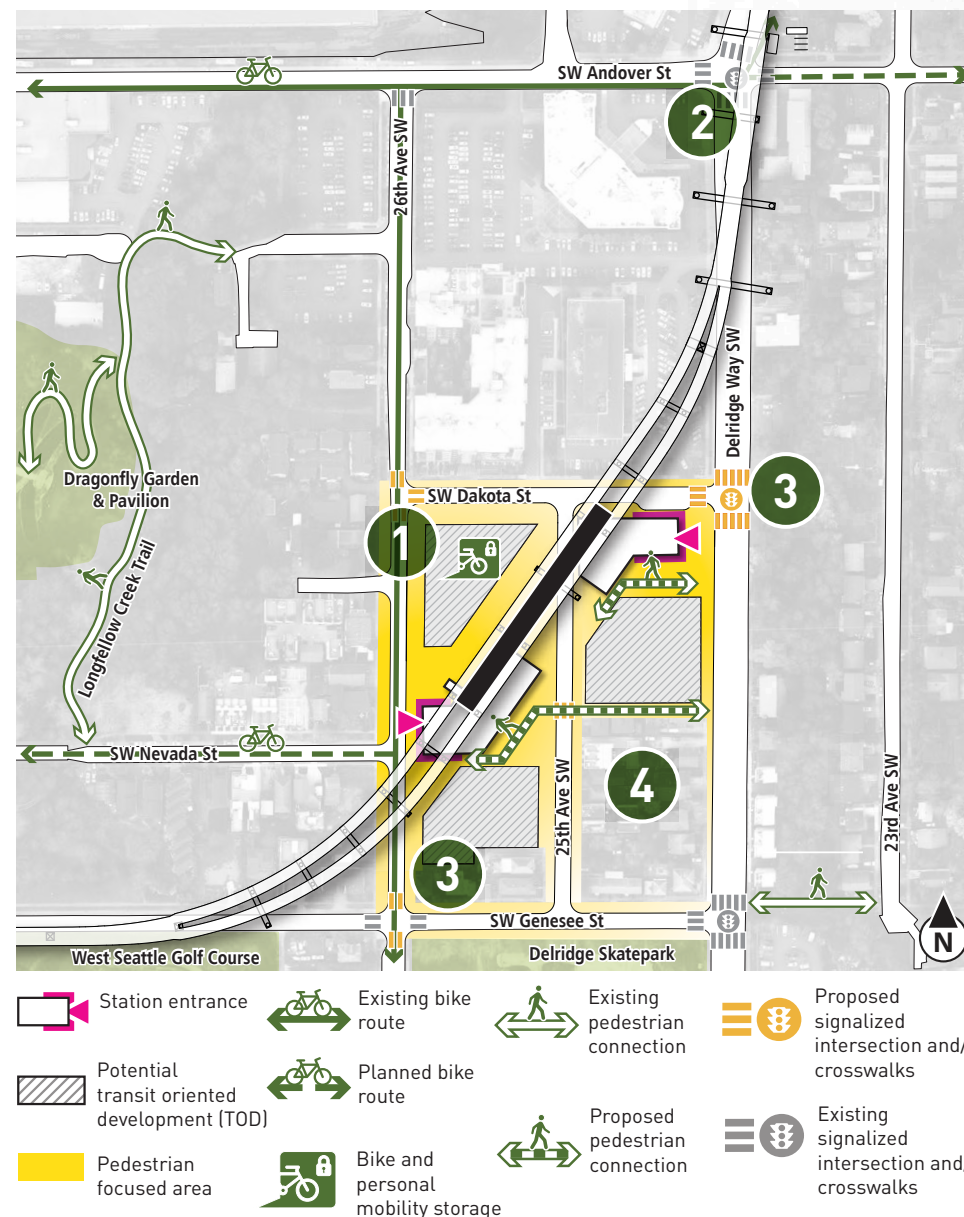 SW Andover St
2
26th Ave SW
Delridge Way SW
Dragonfly Garden
& Pavilion
SW Dakota St
3
1
Longfellow Creek Trail
SW Nevada St
4
25th Ave SW
23rd Ave SW
3
SW Genesee St
N
West Seattle Golf Course
Delridge Skatepark
Station entrance
Existing bike
route
Existing
pedestrian
connection
Proposed
signalized
intersection and/
crosswalks
Potential
transit oriented
development (TOD)
Planned bike
route
Proposed
pedestrian
connection
Existing
signalized
intersection and/
crosswalks
Pedestrian
focused area
Bike and
personal
mobility storage